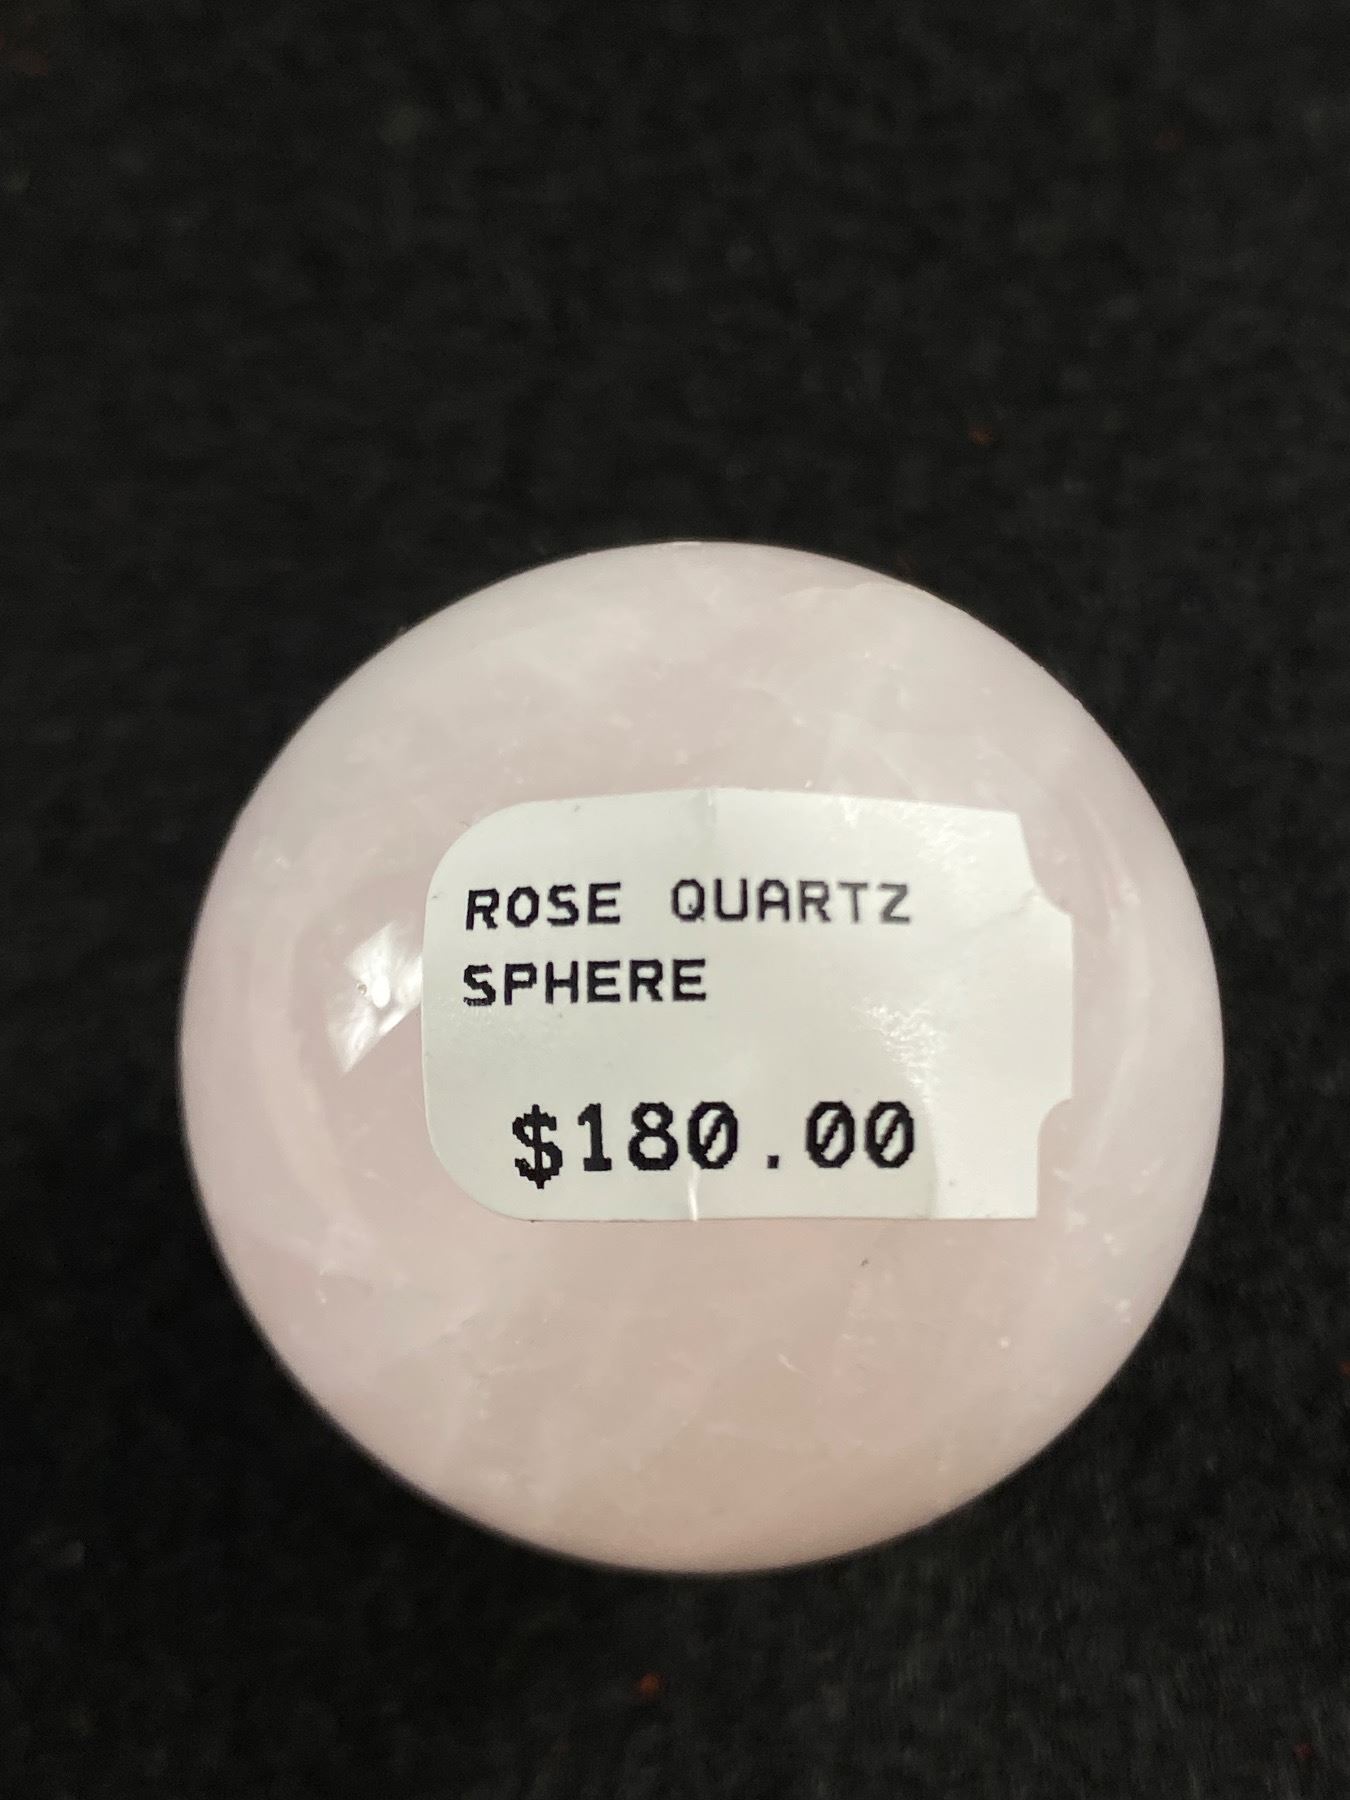 ROSE QUARTZ
SPHERE
$180.00